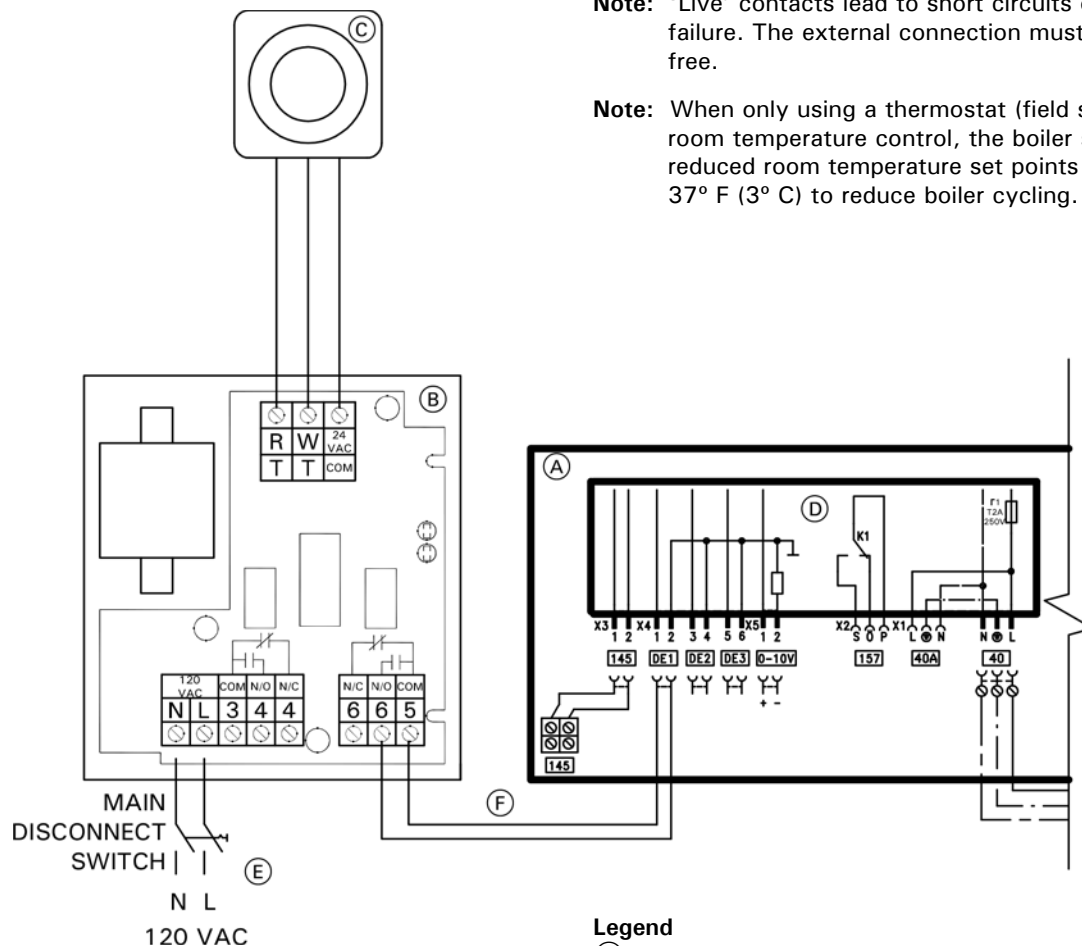 Note: "Live" contacts lead to short circuits
failure. The external connection must
free.
Note: When only using a thermostat (field
room temperature control, the boiler
reduced room temperature set points
37º F (3º C) to reduce boiler cycling.
C
B
R W 24 VAC
T T COM
A
D
F1
T2A
250V
K1
X3 X4 X5 X2 X1
1 2 1 2 3 4 5 6 1 2 S O P L N N L
145 DE1 DE2 DE3 0-10V 157 40A 40
+ -
145
120 VAC COM N/O N/C
N L 3 4 4
N/C N/O COM
6 6 5
F
MAIN
DISCONNECT
SWITCH
E
N L
120 VAC
Legend